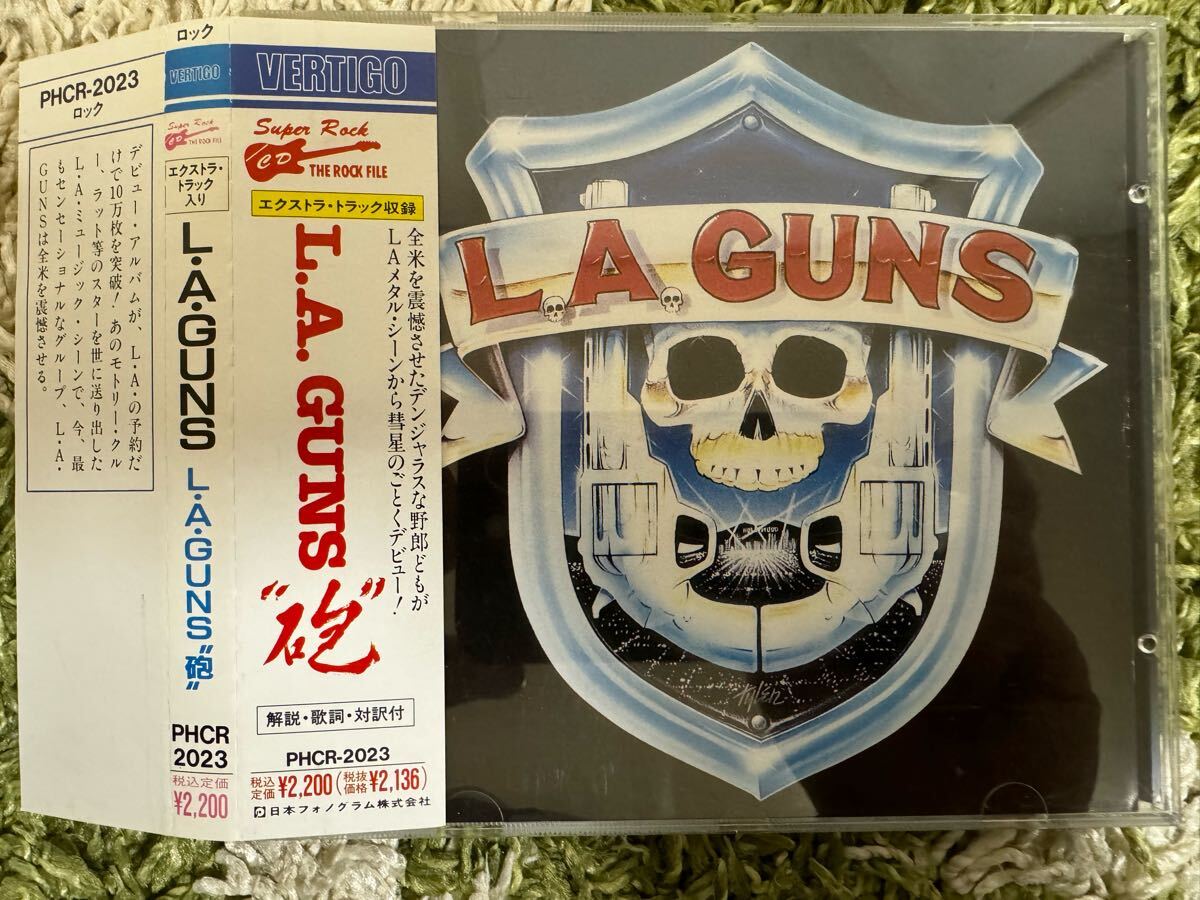 PHCR-2023
ロック
デビュー・アルバムが、L・A・の予約だ
けで10万枚を突破!あのモトリー・クル
ー、ラット等のスターを世に送り出した
L・A・ミュージック・シーンで、今、最
もセンセーショナルなグループ、L・A・
GUNSは全米を震憾させる。
ロック
VERTIGO
Super Rock
CD
THE ROCK FILE
エクストラ・
トラック
入り
L・A・GUNS
L・A・GUNS"砲"
PHCR
2023
税込定価
¥2,200
VERTIGO
Super Rock
CD
THE ROCK FILE
エクストラ・トラック収録
全米を震憾させたデンジャラスな野郎どもが
LAメタル・シーンから彗星のごとくデビュー!
L.A. GUNS
"砲"
解説・歌詞・対訳付
PHCR-2023
税込定価¥2,200(税抜価格¥2,136)
日本フォノグラム株式会社
L.A. GUNS
HOLLYWOOD